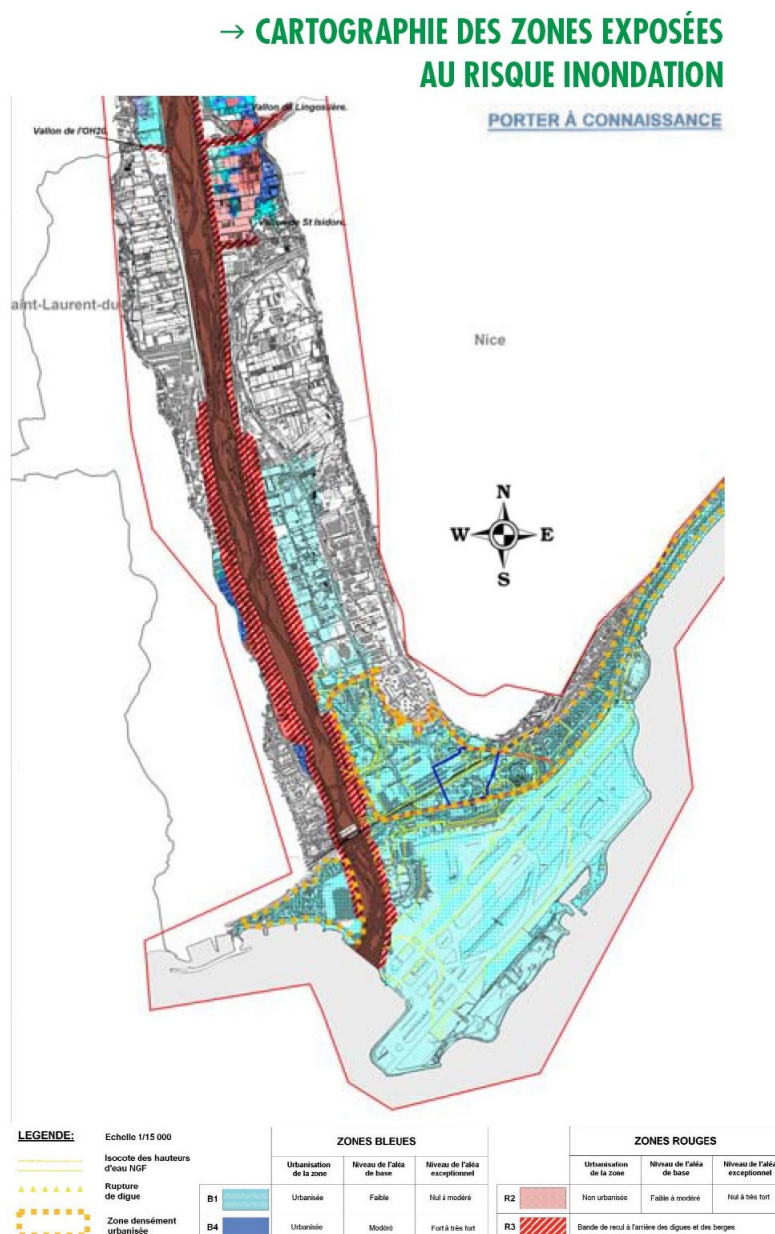 → CARTOGRAPHIE DES ZONES EXPOSÉES
AU RISQUE INONDATION
PORTER À CONNAISSANCE
Vallon de Lingostière.
Vallon de l'OH20.
Vallon de St Isidore.
aint-Laurent-du
Nice
N
W E
S
LEGENDE:
Echelle 1/15 000
Isocote des hauteurs
d'eau NGF
Rupture
de digue
Zone densément
urbanisée
ZONES BLEUES
Urbanisation
de la zone
Niveau de l'aléa
de base
Niveau de l'aléa
exceptionnel
B1 Urbanisée Faible Nul à modéré
B4 Urbanisée Modéré Fort à très fort
ZONES ROUGES
Urbanisation
de la zone
Niveau de l'aléa
de base
Niveau de l'aléa
exceptionnel
R2 Non urbanisée Faible à modéré Nul à très fort
R3 Bande de recul à l'arrière des digues et des berges